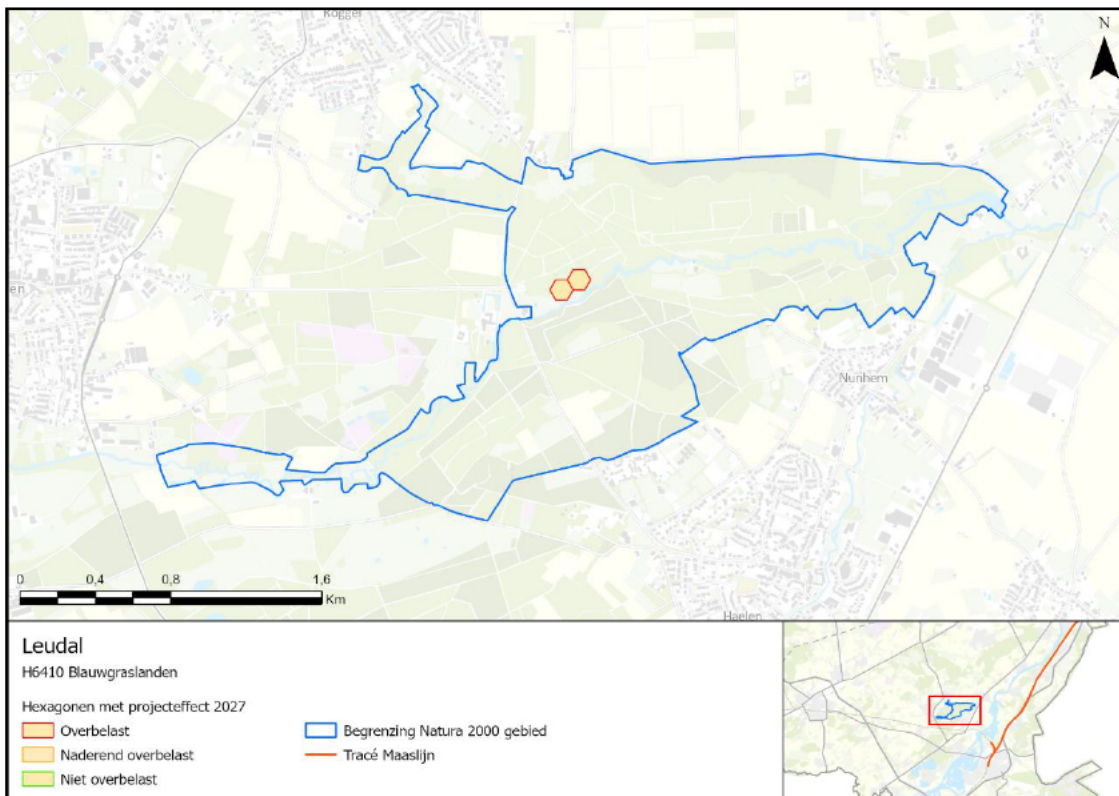 Roggel
N
Nunhem
Haelen
0 0,4 0,8 1,6
Km
Leudal
H6410 Blauwgraslanden
Hexagonen met projecteffect 2027
Overbelast
Naderend overbelast
Niet overbelast
Begrenzing Natura 2000 gebied
Tracé Maaslijn